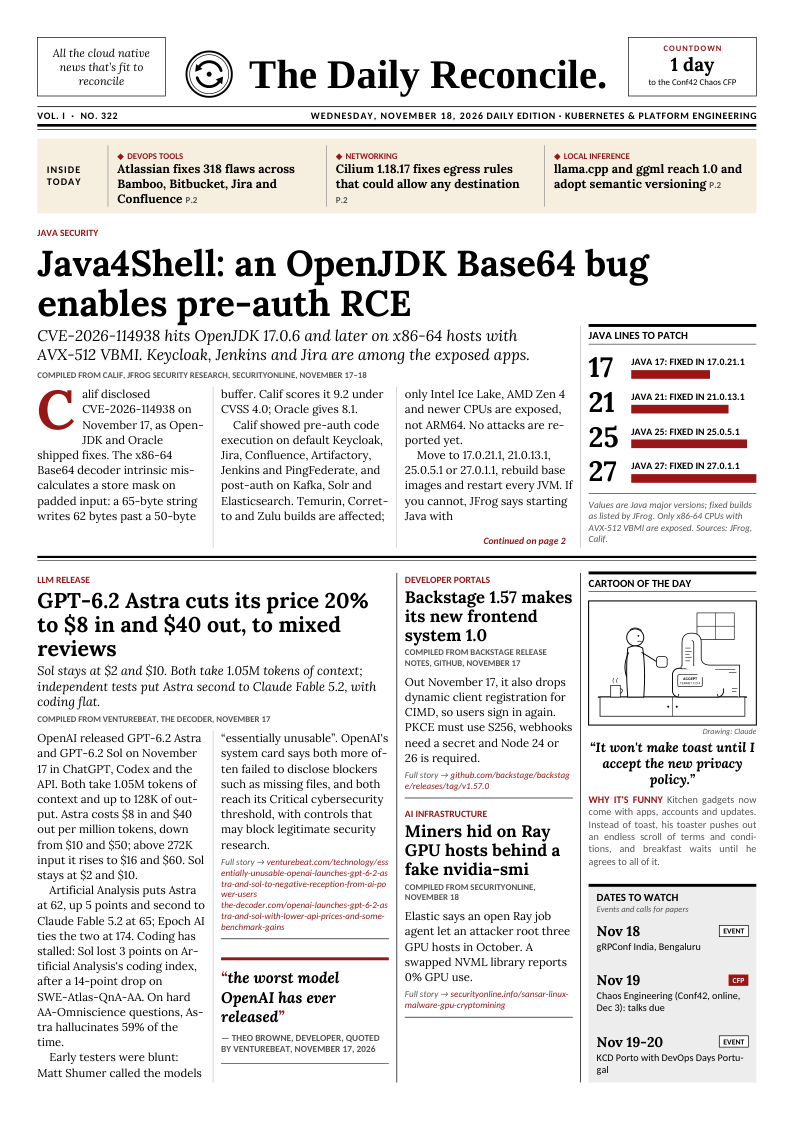 All the cloud native
news that's fit to
reconcile
The Daily Reconcile.
COUNTDOWN
1 day
to the Conf42 Chaos CFP
VOL. I · NO. 322
WEDNESDAY, NOVEMBER 18, 2026 DAILY EDITION · KUBERNETES & PLATFORM ENGINEERING
INSIDE
TODAY
◆ DEVOPS TOOLS
Atlassian fixes 318 flaws across
Bamboo, Bitbucket, Jira and
Confluence P.2
◆ NETWORKING
Cilium 1.18.17 fixes egress rules
that could allow any destination
P.2
◆ LOCAL INFERENCE
llama.cpp and ggml reach 1.0 and
adopt semantic versioning P.2
JAVA SECURITY
Java4Shell: an OpenJDK Base64 bug
enables pre-auth RCE
CVE-2026-114938 hits OpenJDK 17.0.6 and later on x86-64 hosts with
AVX-512 VBMI. Keycloak, Jenkins and Jira are among the exposed apps.
COMPILED FROM CALIF, JFROG SECURITY RESEARCH, SECURITYONLINE, NOVEMBER 17–18
Calif disclosed
CVE-2026-114938 on
November 17, as Open-
JDK and Oracle
shipped fixes. The x86-64
Base64 decoder intrinsic mis-
calculates a store mask on
padded input: a 65-byte string
writes 62 bytes past a 50-byte
buffer. Calif scores it 9.2 under
CVSS 4.0; Oracle gives 8.1.
Calif showed pre-auth code
execution on default Keycloak,
Jira, Confluence, Artifactory,
Jenkins and PingFederate, and
post-auth on Kafka, Solr and
Elasticsearch. Temurin, Corret-
to and Zulu builds are affected;
only Intel Ice Lake, AMD Zen 4
and newer CPUs are exposed,
not ARM64. No attacks are re-
ported yet.
Move to 17.0.21.1, 21.0.13.1,
25.0.5.1 or 27.0.1.1, rebuild base
images and restart every JVM. If
you cannot, JFrog says starting
Java with
Continued on page 2
JAVA LINES TO PATCH
17
JAVA 17: FIXED IN 17.0.21.1
21
JAVA 21: FIXED IN 21.0.13.1
25
JAVA 25: FIXED IN 25.0.5.1
27
JAVA 27: FIXED IN 27.0.1.1
Values are Java major versions; fixed builds
as listed by JFrog. Only x86-64 CPUs with
AVX-512 VBMI are exposed. Sources: JFrog,
Calif.
LLM RELEASE
GPT-6.2 Astra cuts its price 20%
to $8 in and $40 out, to mixed
reviews
Sol stays at $2 and $10. Both take 1.05M tokens of context;
independent tests put Astra second to Claude Fable 5.2, with
coding flat.
COMPILED FROM VENTUREBEAT, THE DECODER, NOVEMBER 17
OpenAI released GPT-6.2 Astra
and GPT-6.2 Sol on November
17 in ChatGPT, Codex and the
API. Both take 1.05M tokens of
context and up to 128K of out-
put. Astra costs $8 in and $40
out per million tokens, down
from $10 and $50; above 272K
input it rises to $16 and $60. Sol
stays at $2 and $10.
Artificial Analysis puts Astra
at 62, up 5 points and second to
Claude Fable 5.2 at 65; Epoch AI
ties the two at 174. Coding has
stalled: Sol lost 3 points on Ar-
tificial Analysis's coding index,
after a 14-point drop on
SWE-Atlas-QnA-AA. On hard
AA-Omniscience questions, As-
tra hallucinates 59% of the
time.
Early testers were blunt:
Matt Shumer called the models
“essentially unusable”. OpenAI's
system card says both more of-
ten failed to disclose blockers
such as missing files, and both
reach its Critical cybersecurity
threshold, with controls that
may block legitimate security
research.
Full story → venturebeat.com/technology/ess
entially-unusable-openai-launches-gpt-6-2-as
tra-and-sol-to-negative-reception-from-ai-po
wer-users
the-decoder.com/openai-launches-gpt-6-2-as
tra-and-sol-with-lower-api-prices-and-some-
benchmark-gains
“the worst model
OpenAI has ever
released”
— THEO BROWNE, DEVELOPER, QUOTED
BY VENTUREBEAT, NOVEMBER 17, 2026
DEVELOPER PORTALS
Backstage 1.57 makes
its new frontend
system 1.0
COMPILED FROM BACKSTAGE RELEASE
NOTES, GITHUB, NOVEMBER 17
Out November 17, it also drops
dynamic client registration for
CIMD, so users sign in again.
PKCE must use S256, webhooks
need a secret and Node 24 or
26 is required.
Full story → github.com/backstage/backstag
e/releases/tag/v1.57.0
AI INFRASTRUCTURE
Miners hid on Ray
GPU hosts behind a
fake nvidia-smi
COMPILED FROM SECURITYONLINE,
NOVEMBER 18
Elastic says an open Ray job
agent let an attacker root three
GPU hosts in October. A
swapped NVML library reports
0% GPU use.
Full story → securityonline.info/sansar-linux-
malware-gpu-cryptomining
CARTOON OF THE DAY
ACCEPT
Drawing: Claude
“It won't make toast until I
accept the new privacy
policy.”
WHY IT'S FUNNY Kitchen gadgets now
come with apps, accounts and updates.
Instead of toast, his toaster pushes out
an endless scroll of terms and condi-
tions, and breakfast waits until he
agrees to all of it.
DATES TO WATCH
Events and calls for papers
Nov 18
EVENT
gRPConf India, Bengaluru
Nov 19
CFP
Chaos Engineering (Conf42, online,
Dec 3): talks due
Nov 19–20
EVENT
KCD Porto with DevOps Days Portu-
gal